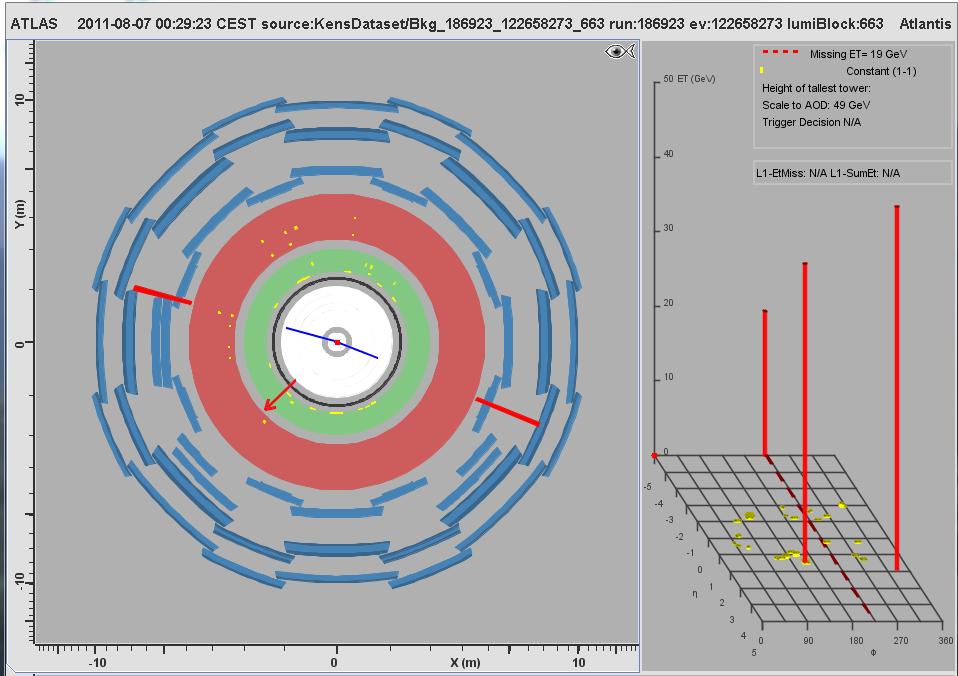 ATLAS 2011-08-07 00:29:23 CEST source:KensDataset/Bkg_186923_122658273_663 run:186923 ev:122658273 lumiBlock:663 Atlantis
Missing ET= 19 GeV
Constant (1-1)
Height of tallest tower:
Scale to AOD: 49 GeV
Trigger Decision N/A
L1-EtMiss: N/A L1-SumEt: N/A
10
Y (m)
0
-10
-10
0
X (m)
10
50 ET (GeV)
40
30
20
10
0
-5
-4
-3
-2
-1
0
η
1
2
3
4
5
0
90
180
270
360
Φ